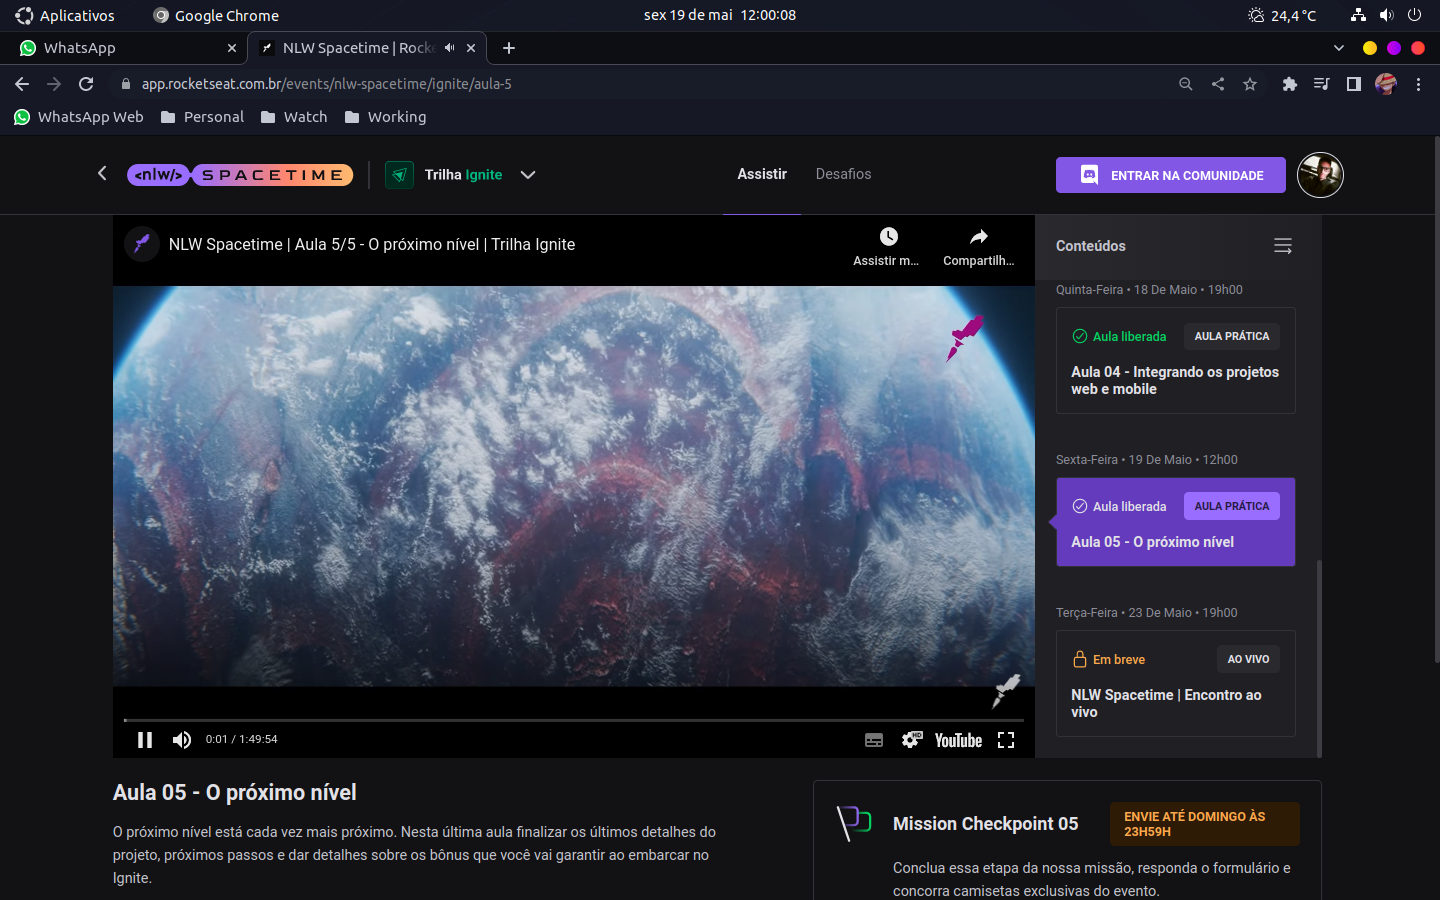 Aplicativos
Google Chrome
sex 19 de mai 12:00:08
24,4 °C
WhatsApp
NLW Spacetime | Rock
app.rocketseat.com.br/events/nlw-spacetime/ignite/aula-5
WhatsApp Web
Personal
Watch
Working
<nlw/> SPACETIME
Trilha Ignite
Assistir
Desafios
ENTRAR NA COMUNIDADE
NLW Spacetime | Aula 5/5 - O próximo nível | Trilha Ignite
Assistir m...
Compartilh...
0:01 / 1:49:54
HD
YouTube
Conteúdos
Quinta-Feira • 18 De Maio • 19h00
Aula liberada
AULA PRÁTICA
Aula 04 - Integrando os projetos
web e mobile
Sexta-Feira • 19 De Maio • 12h00
Aula liberada
AULA PRÁTICA
Aula 05 - O próximo nível
Terça-Feira • 23 De Maio • 19h00
Em breve
AO VIVO
NLW Spacetime | Encontro ao
vivo
Aula 05 - O próximo nível
O próximo nível está cada vez mais próximo. Nesta última aula finalizar os últimos detalhes do
projeto, próximos passos e dar detalhes sobre os bônus que você vai garantir ao embarcar no
Ignite.
Mission Checkpoint 05
ENVIE ATÉ DOMINGO ÀS
23H59H
Conclua essa etapa da nossa missão, responda o formulário e
concorra camisetas exclusivas do evento.